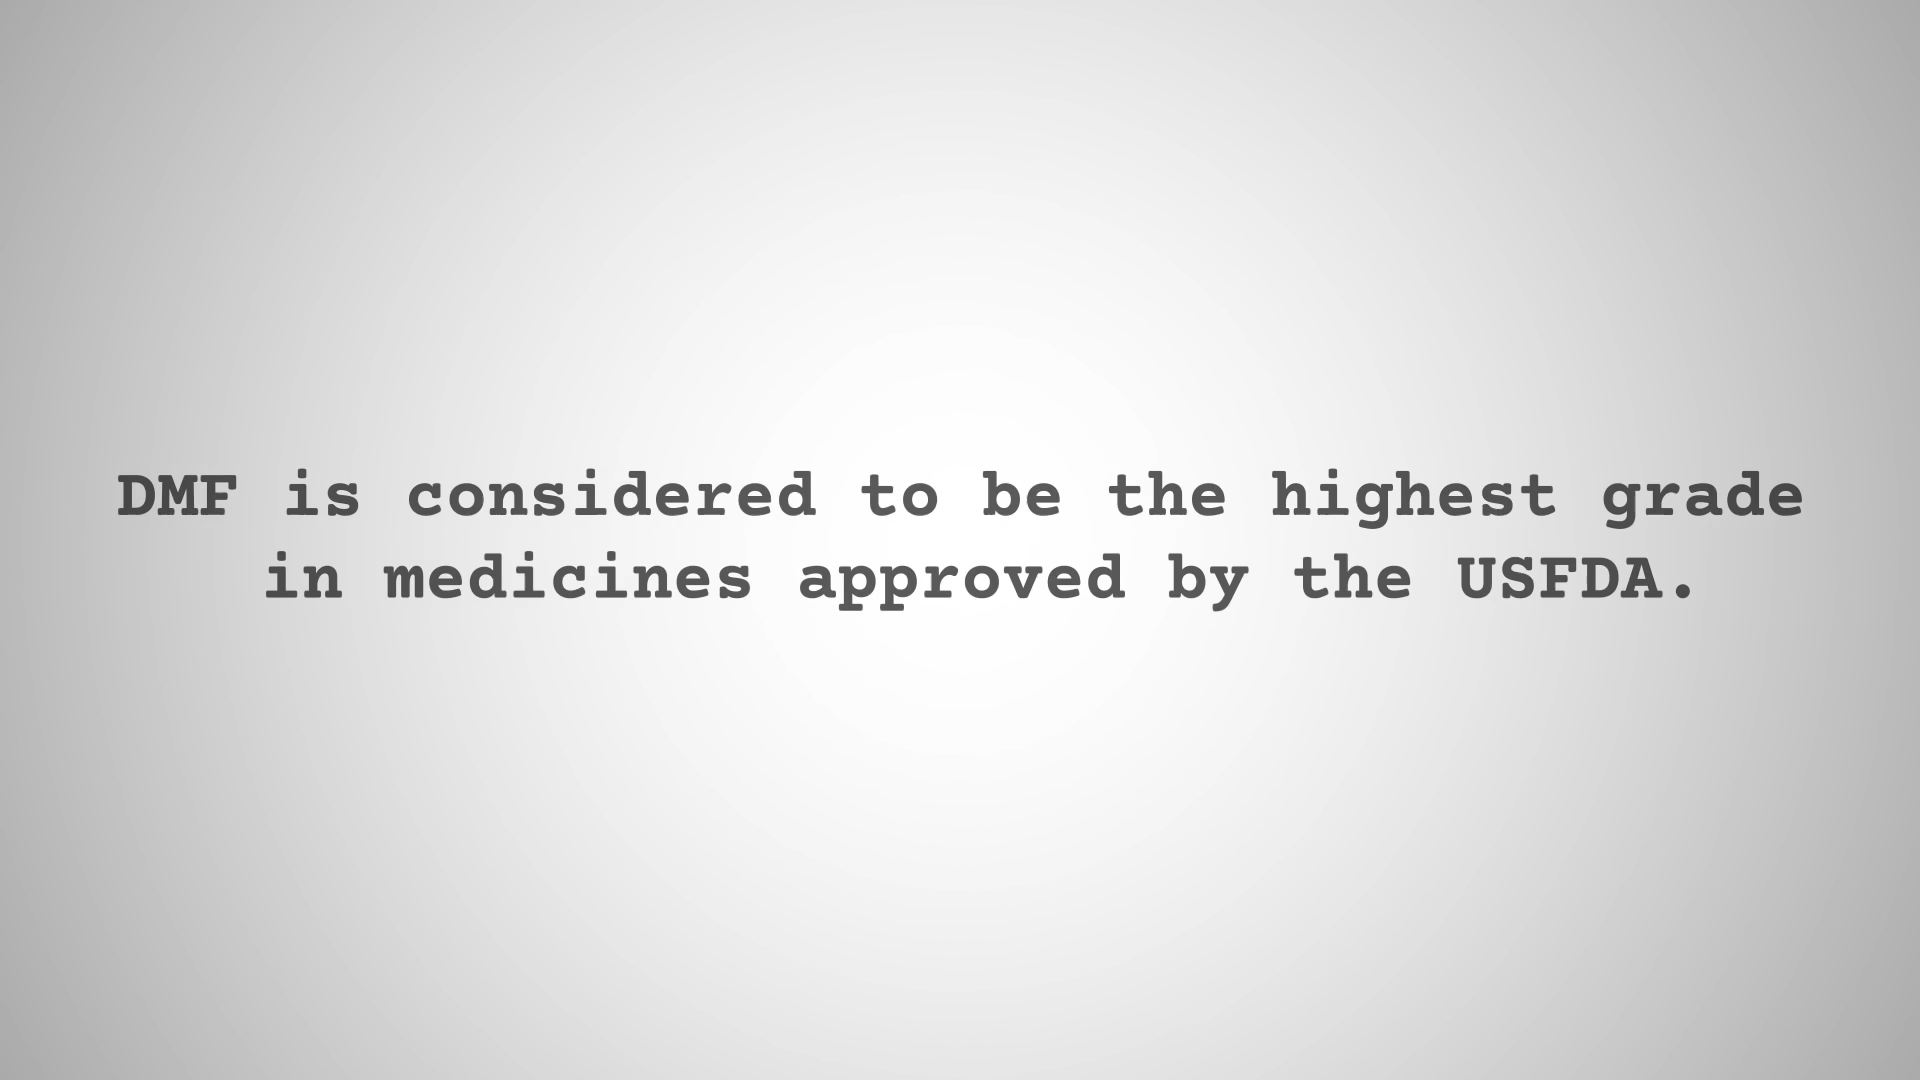 DMF is considered to be the highest grade
in medicines approved by the USFDA.